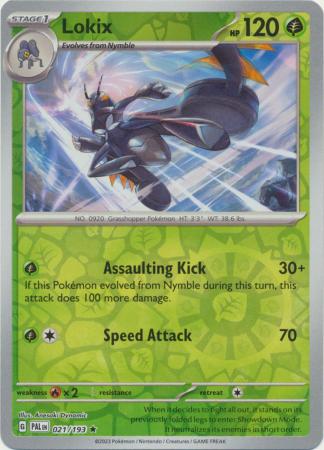 STAGE 1
Lokix
HP 120
Evolves from Nymble
NO. 0920 Grasshopper Pokémon HT: 3'3" WT: 38.6 lbs.
Assaulting Kick 30+
If this Pokémon evolved from Nymble during this turn, this
attack does 100 more damage.
Speed Attack 70
weakness ×2 resistance retreat
Illus. Anesaki Dynamic
G PAL EN 021/193 ★
When it decides to fight all out, it stands on its
previously folded legs to enter Showdown Mode.
It neutralizes its enemies in short order.
©2023 Pokémon / Nintendo / Creatures / GAME FREAK